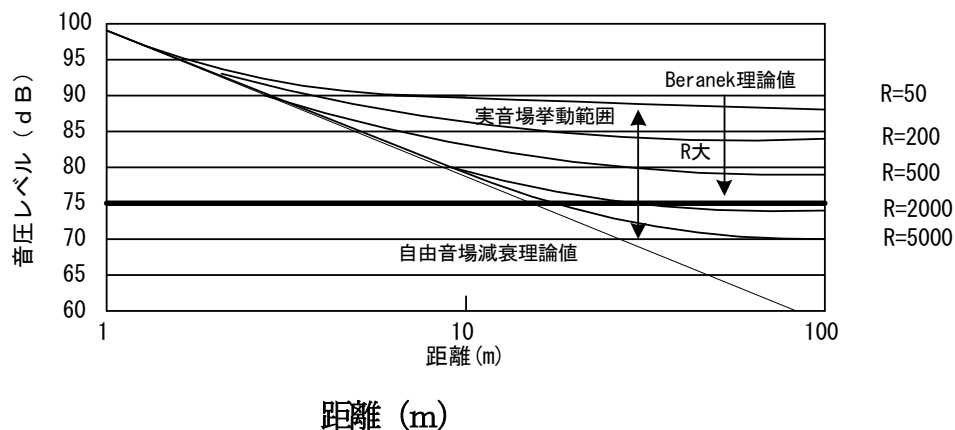 音圧レベル（ｄＢ）
100
95
90
85
80
75
70
65
60
Beranek理論値
実音場挙動範囲
R大
自由音場減衰理論値
R=50
R=200
R=500
R=2000
R=5000
1
10
100
距離(m)
距離（m）